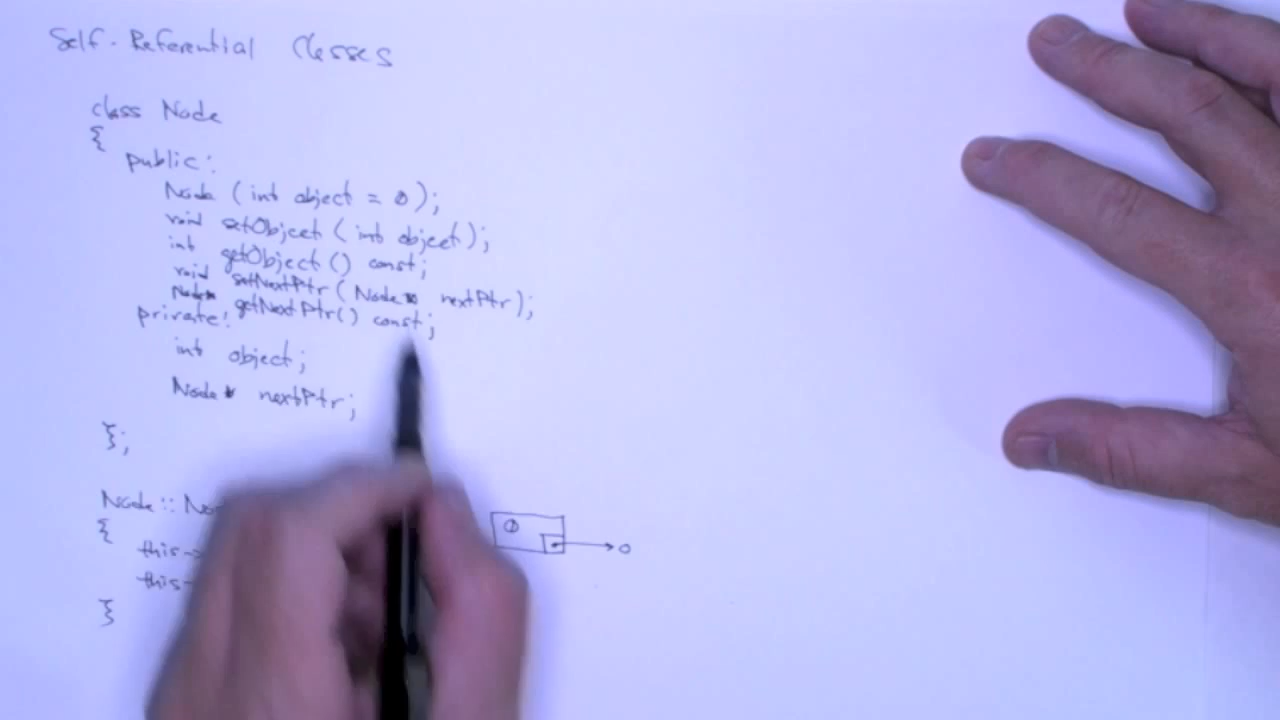 Self-Referential Classes
class Node
{
public:
Node (int object = 0);
void setObject (int object);
int getObject () const;
void setNextPtr (Node* nextPtr);
Node* getNextPtr() const;
private:
int object;
Node* nextPtr;
};
Node :: No
{
this->
this-
}
0
0